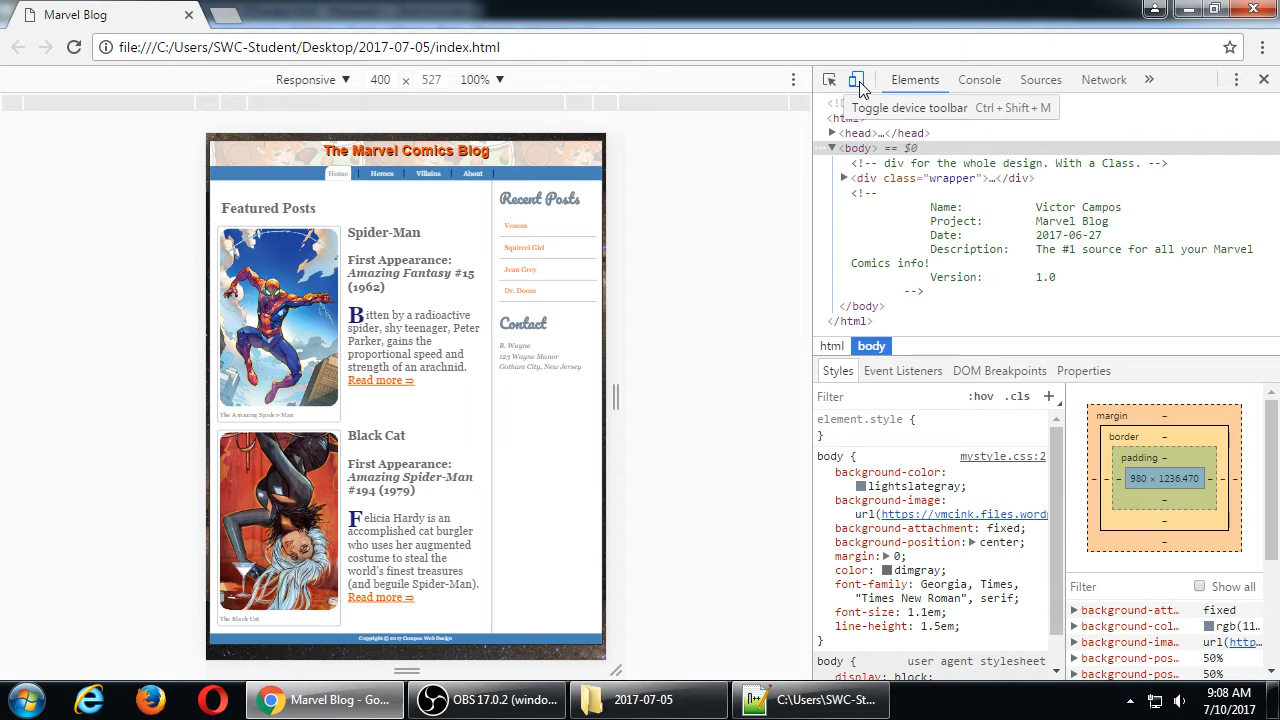 Marvel Blog
file:///C:/Users/SWC-Student/Desktop/2017-07-05/index.html
Responsive ▼ 400 × 527 100% ▼
Elements Console Sources Network »
Toggle device toolbar Ctrl + Shift + M
<html>
▶ <head>…</head>
… ▼ <body> == $0
<!-- div for the whole design. With a Class. -->
▶ <div class="wrapper">…</div>
<!--
Name: Victor Campos
Project: Marvel Blog
Date: 2017-06-27
Description: The #1 source for all your Marvel
Comics info!
Version: 1.0
-->
</body>
</html>
html body
Styles Event Listeners DOM Breakpoints Properties
Filter :hov .cls +
element.style {
}
body { mystyle.css:2
background-color:
lightslategray;
background-image:
url(https://vmcink.files.word
background-attachment: fixed;
background-position: ▶ center;
margin: ▶ 0;
color: dimgray;
font-family: Georgia, Times,
"Times New Roman", serif;
font-size: 1.1em;
line-height: 1.5em;
}
body { user agent stylesheet
display: block;
margin –
border –
padding –
980 × 1236.470
Filter Show all
▶ background-att… fixed
▶ background-col… rgb(11…
▶ background-ima… url(http…
▶ background-pos… 50%
▶ background-pos… 50%
The Marvel Comics Blog
Home Heroes Villains About
Featured Posts
Spider-Man
First Appearance:
Amazing Fantasy #15
(1962)
Bitten by a radioactive
spider, shy teenager, Peter
Parker, gains the
proportional speed and
strength of an arachnid.
Read more ⇒
The Amazing Spider-Man
Black Cat
First Appearance:
Amazing Spider-Man
#194 (1979)
Felicia Hardy is an
accomplished cat burglar
who uses her augmented
costume to steal the
world's finest treasures
(and beguile Spider-Man).
Read more ⇒
The Black Cat
Recent Posts
Venom
Squirrel Girl
Jean Grey
Dr. Doom
Contact
B. Wayne
123 Wayne Manor
Gotham City, New Jersey
Copyright © 2017 Campos Web Design
Marvel Blog - Go...
OBS 17.0.2 (windo...
2017-07-05
C:\Users\SWC-St...
9:08 AM
7/10/2017